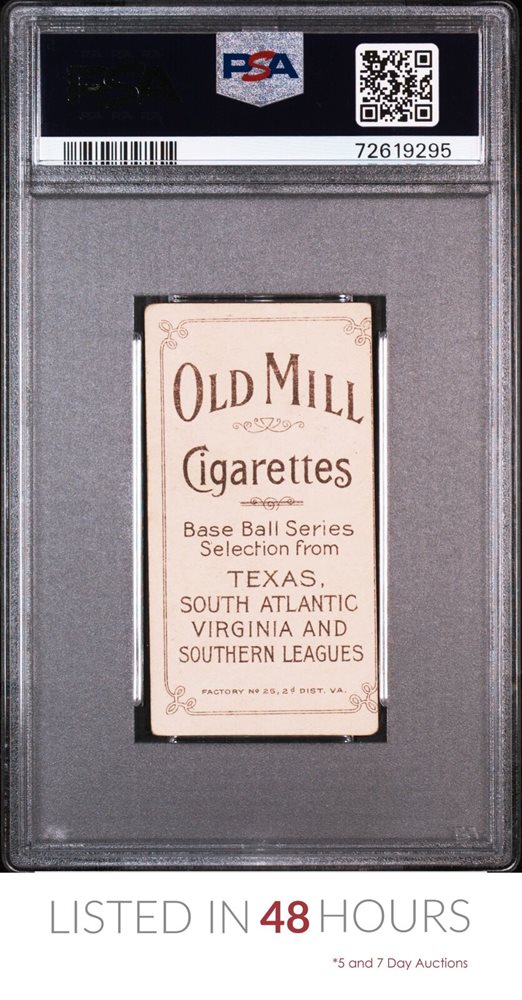 PSA
72619295
OLD MILL
Cigarettes
Base Ball Series
Selection from
TEXAS,
SOUTH ATLANTIC
VIRGINIA AND
SOUTHERN LEAGUES
FACTORY Nº 25, 2d DIST. VA.
LISTED IN 48 HOURS
*5 and 7 Day Auctions